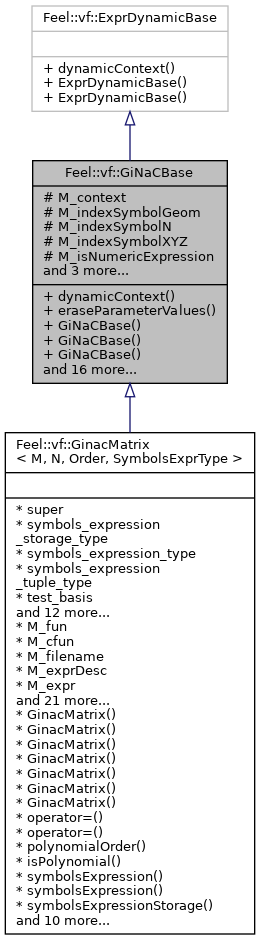 Feel::vf::ExprDynamicBase
+ dynamicContext()
+ ExprDynamicBase()
+ ExprDynamicBase()
Feel::vf::GiNaCBase
# M_context
# M_indexSymbolGeom
# M_indexSymbolN
# M_indexSymbolXYZ
# M_isNumericExpression
and 3 more...
+ dynamicContext()
+ eraseParameterValues()
+ GiNaCBase()
+ GiNaCBase()
+ GiNaCBase()
and 16 more...
Feel::vf::GinacMatrix
< M, N, Order, SymbolsExprType >
* super
* symbols_expression
_storage_type
* symbols_expression_type
* symbols_expression
_tuple_type
* test_basis
and 12 more...
* M_fun
* M_cfun
* M_filename
* M_exprDesc
* M_expr
and 21 more...
* GinacMatrix()
* GinacMatrix()
* GinacMatrix()
* GinacMatrix()
* GinacMatrix()
* GinacMatrix()
* GinacMatrix()
* operator=()
* operator=()
* polynomialOrder()
* isPolynomial()
* symbolsExpression()
* symbolsExpression()
* symbolsExpressionStorage()
and 10 more...